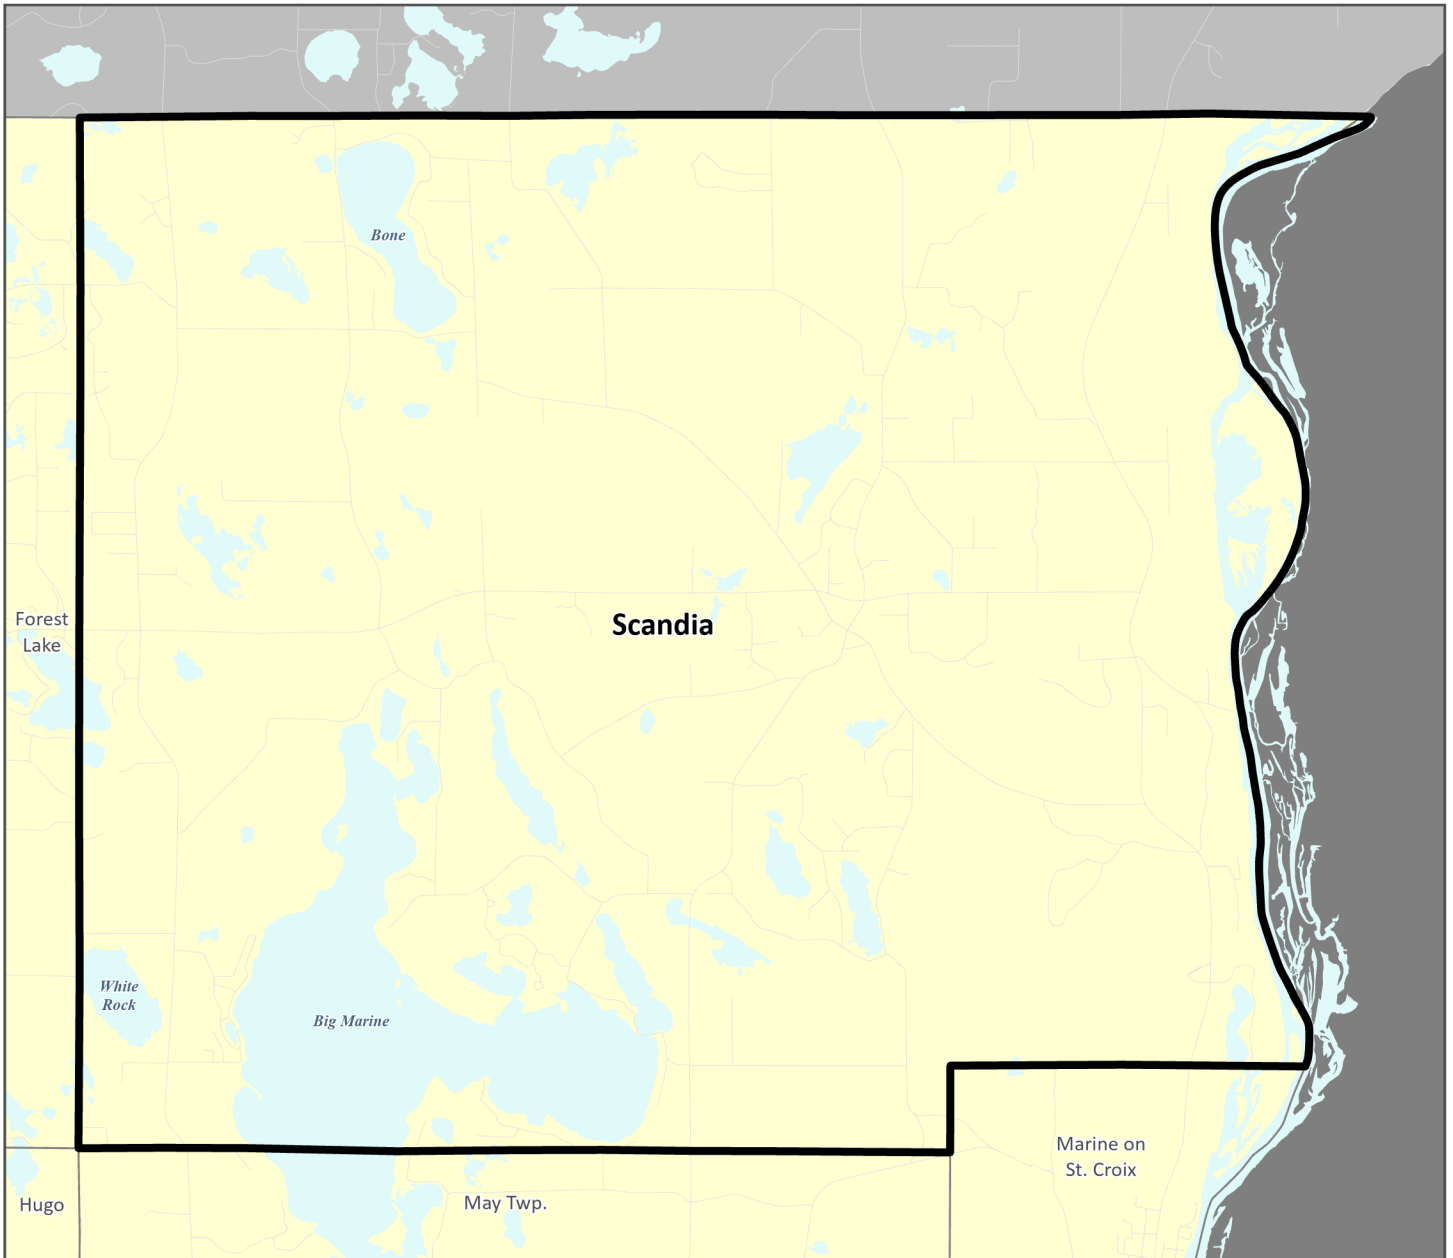 Bone
Forest
Lake
Scandia
White
Rock
Big Marine
Marine on
St. Croix
Hugo
May Twp.